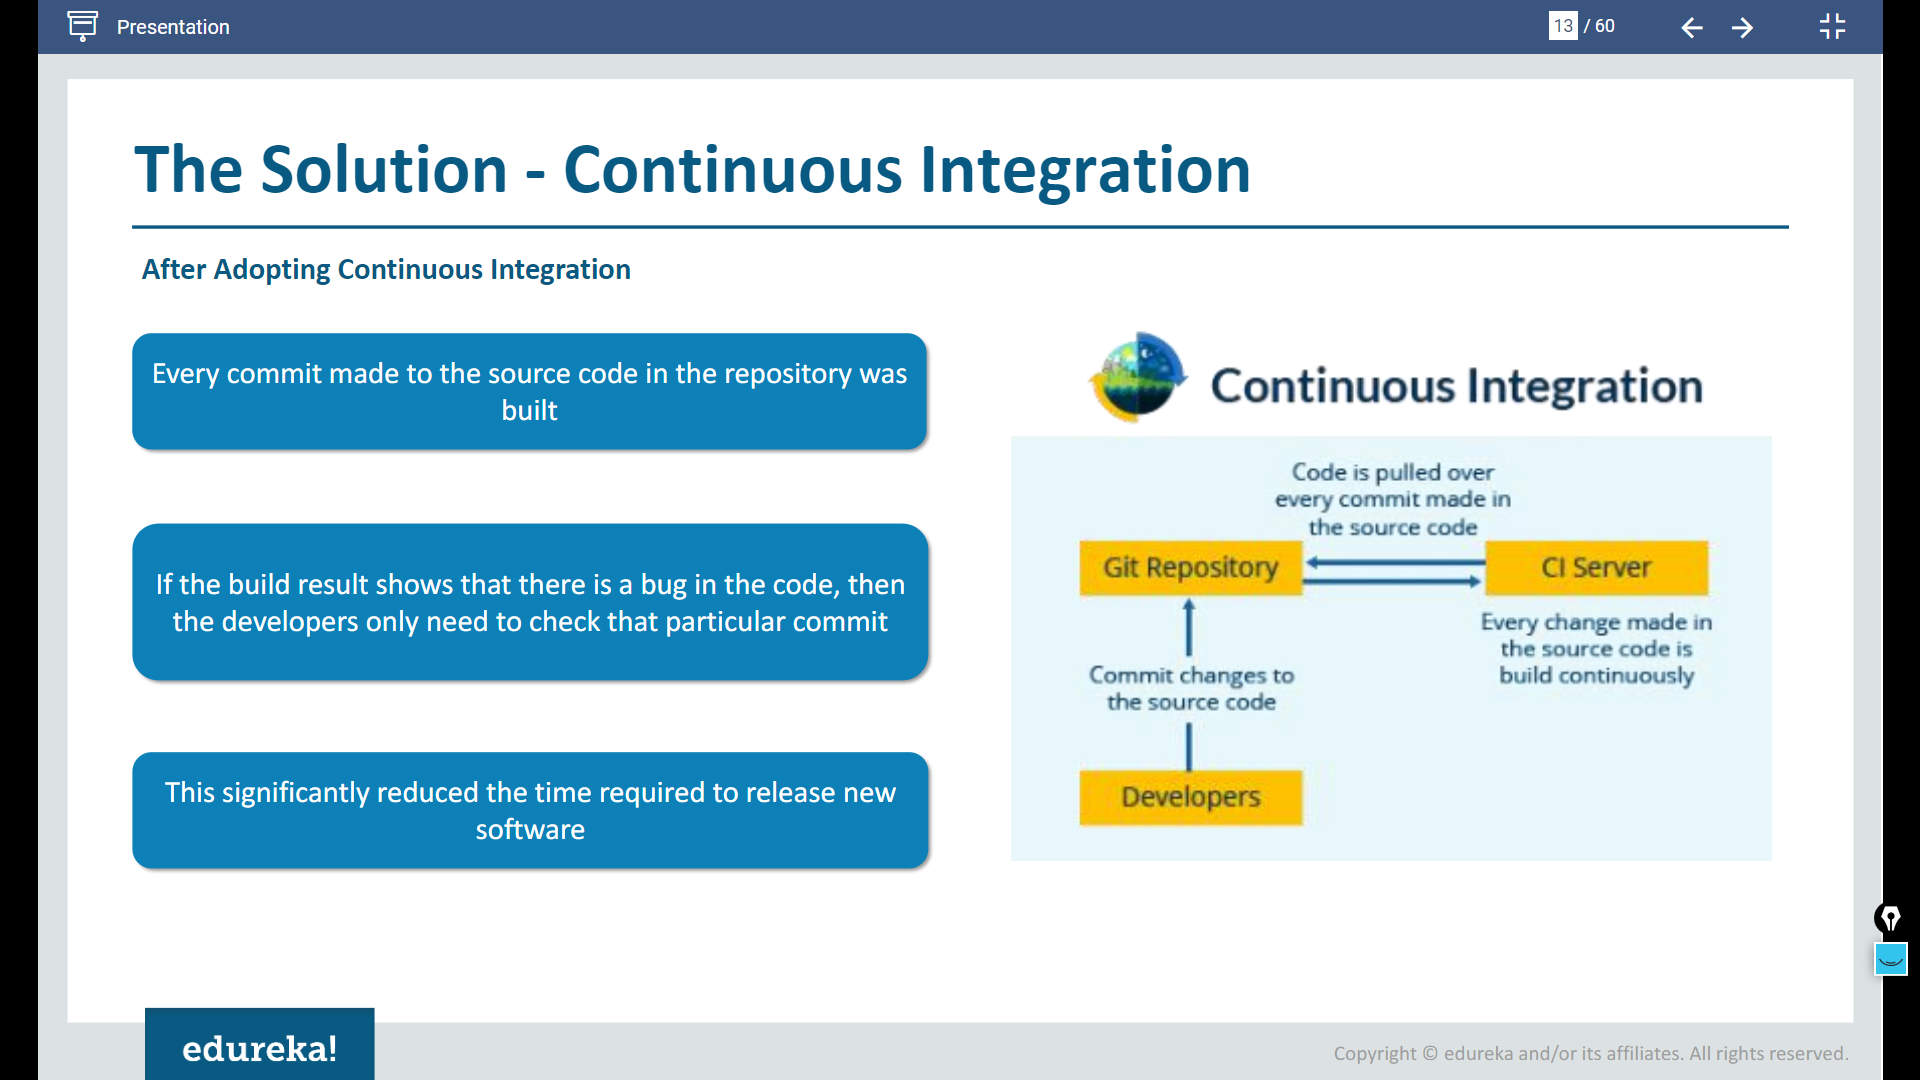 Presentation
13 / 60
The Solution - Continuous Integration
After Adopting Continuous Integration
Every commit made to the source code in the repository was
built
If the build result shows that there is a bug in the code, then
the developers only need to check that particular commit
This significantly reduced the time required to release new
software
Continuous Integration
Code is pulled over
every commit made in
the source code
Git Repository
CI Server
Every change made in
the source code is
build continuously
Commit changes to
the source code
Developers
edureka!
Copyright © edureka and/or its affiliates. All rights reserved.